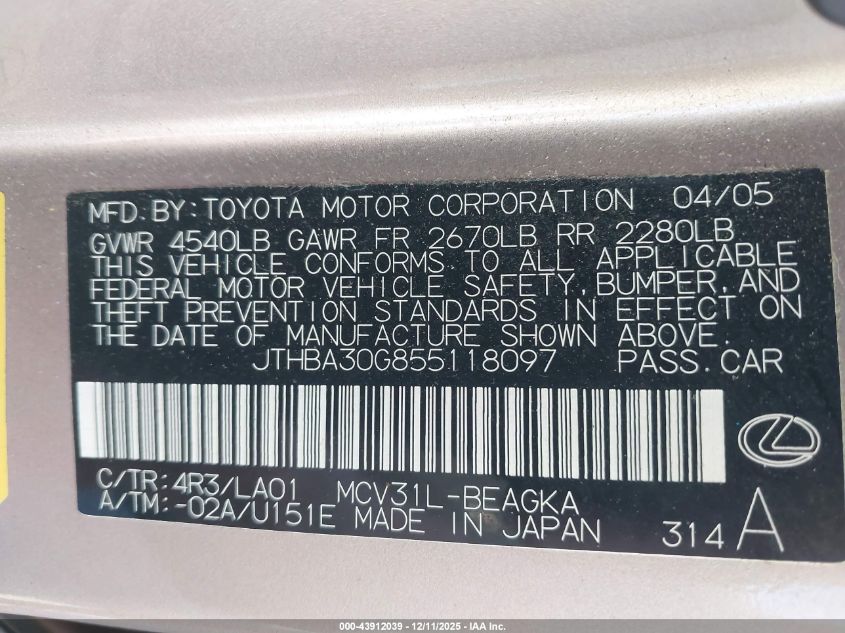 MFD.BY:TOYOTA MOTOR CORPORATION 04/05
GVWR 4540LB GAWR FR 2670LB RR 2280LB
THIS VEHICLE CONFORMS TO ALL APPLICABLE
FEDERAL MOTOR VEHICLE SAFETY,BUMPER,AND
THEFT PREVENTION STANDARDS IN EFFECT ON
THE DATE OF MANUFACTURE SHOWN ABOVE.
JTHBA30G855118097 PASS.CAR
C/TR:4R3/LA01 MCV31L-BEAGKA
A/TM:-02A/U151E MADE IN JAPAN 314 A
000-43912039 - 12/11/2025 - IAA Inc.